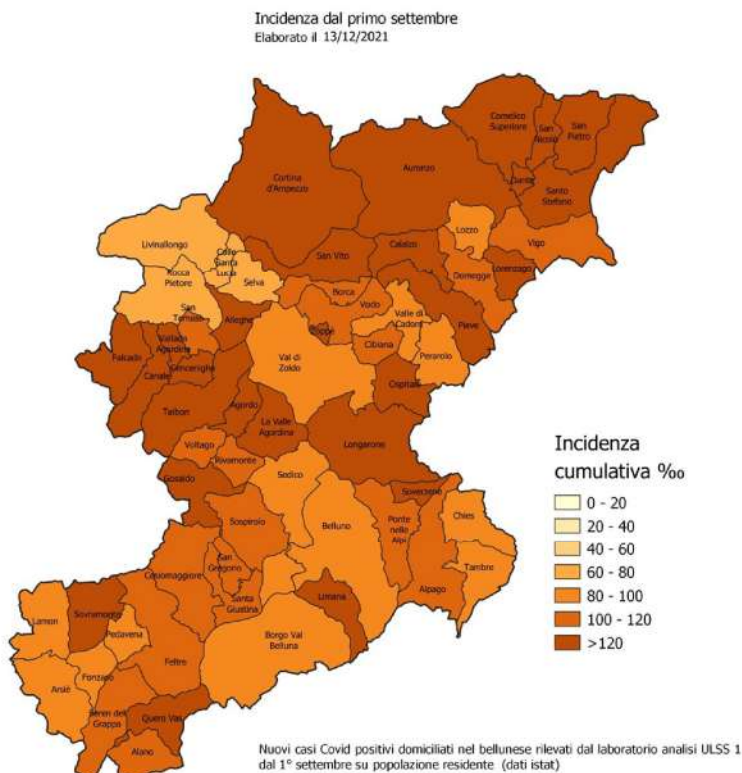 Incidenza dal primo settembre
Elaborato il 13/12/2021
Comelico
Superiore
San
Nicolò
San
Pietro
Cortina
d'Ampezzo
Auronzo
Danta
Santo
Stefano
Lozzo
Vigo
Livinallongo
Colle
Santa
Lucia
San Vito
Calalzo
Lorenzago
Domegge
Rocca
Pietore
Selva
Borca
Vodo
San
Tomaso
Alleghe
Zoppè
Valle di
Cadore
Pieve
Cibiana
Perarolo
Falcade
Vallada
Agordina
Val di
Zoldo
Canale
Cencenighe
Ospitale
Taibon
Agordo
La Valle
Agordina
Longarone
Voltago
Rivamonte
Gosaldo
Sedico
Soverzene
Chies
Sospirolo
Belluno
Ponte
nelle
Alpi
San
Gregorio
Tambre
Cesiomaggiore
Santa
Giustina
Limana
Alpago
Lamon
Sovramonte
Pedavena
Borgo Val
Belluna
Feltre
Fonzaso
Arsiè
Seren del
Grappa
Quero Vas
Alano
Incidenza
cumulativa ‰
0 - 20
20 - 40
40 - 60
60 - 80
80 - 100
100 - 120
>120
Nuovi casi Covid positivi domiciliati nel bellunese rilevati dal laboratorio analisi ULSS 1
dal 1° settembre su popolazione residente (dati istat)